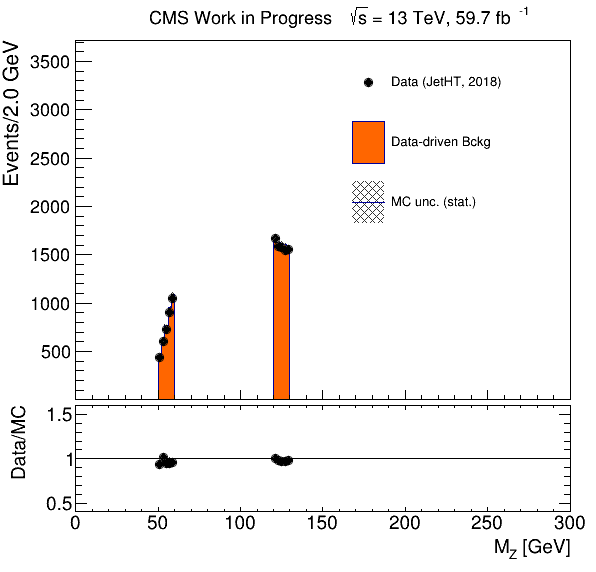 CMS Work in Progress √s = 13 TeV, 59.7 fb⁻¹
Events/2.0 GeV
3500
3000
2500
2000
1500
1000
500
Data (JetHT, 2018)
Data-driven Bckg
MC unc. (stat.)
Data/MC
1.5
1
0.5
0 50 100 150 200 250 300
M_Z [GeV]